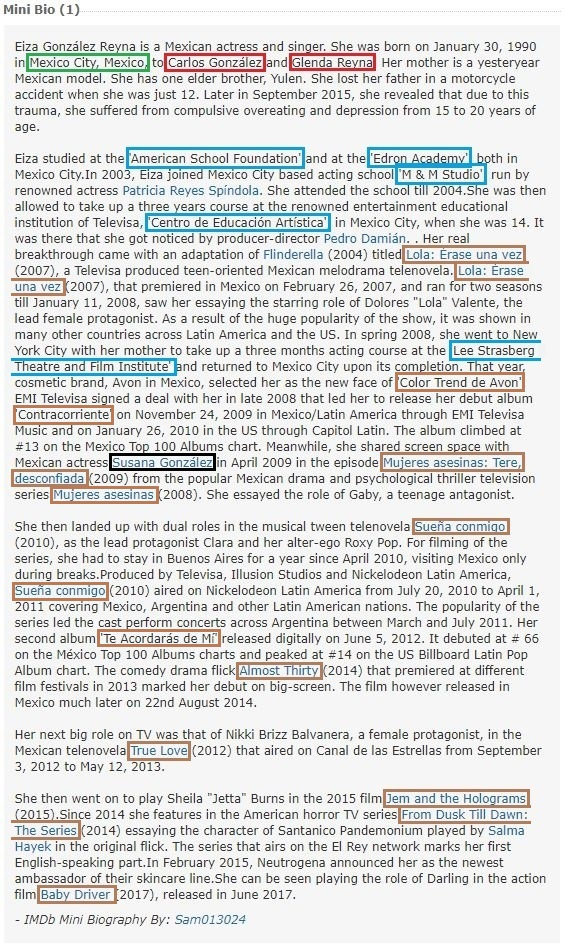 Mini Bio (1)
Eiza González Reyna is a Mexican actress and singer. She was born on January 30, 1990
in Mexico City, Mexico, to Carlos González and Glenda Reyna. Her mother is a yesteryear
Mexican model. She has one elder brother, Yulen. She lost her father in a motorcycle
accident when she was just 12. Later in September 2015, she revealed that due to this
trauma, she suffered from compulsive overeating and depression from 15 to 20 years of
age.
Eiza studied at the 'American School Foundation' and at the 'Edron Academy', both in
Mexico City.In 2003, Eiza joined Mexico City based acting school 'M & M Studio' run by
renowned actress Patricia Reyes Spíndola. She attended the school till 2004.She was then
allowed to take up a three years course at the renowned entertainment educational
institution of Televisa, 'Centro de Educación Artística' in Mexico City, when she was 14. It
was there that she got noticed by producer-director Pedro Damián. . Her real
breakthrough came with an adaptation of Flinderella (2004) titled Lola: Érase una vez
(2007), a Televisa produced teen-oriented Mexican melodrama telenovela. Lola: Érase
una vez (2007), that premiered in Mexico on February 26, 2007, and ran for two seasons
till January 11, 2008, saw her essaying the starring role of Dolores "Lola" Valente, the
lead female protagonist. As a result of the huge popularity of the show, it was shown in
many other countries across Latin America and the US. In spring 2008, she went to New
York City with her mother to take up a three months acting course at the 'Lee Strasberg
Theatre and Film Institute' and returned to Mexico City upon its completion. That year,
cosmetic brand, Avon in Mexico, selected her as the new face of 'Color Trend de Avon'.
EMI Televisa signed a deal with her in late 2008 that led her to release her debut album
'Contracorriente' on November 24, 2009 in Mexico/Latin America through EMI Televisa
Music and on January 26, 2010 in the US through Capitol Latin. The album climbed at
#13 on the Mexico Top 100 Albums chart. Meanwhile, she shared screen space with
Mexican actress Susana González in April 2009 in the episode Mujeres asesinas: Tere,
desconfiada (2009) from the popular Mexican drama and psychological thriller television
series Mujeres asesinas (2008). She essayed the role of Gaby, a teenage antagonist.
She then landed up with dual roles in the musical tween telenovela Sueña conmigo
(2010), as the lead protagonist Clara and her alter-ego Roxy Pop. For filming of the
series, she had to stay in Buenos Aires for a year since April 2010, visiting Mexico only
during breaks.Produced by Televisa, Illusion Studios and Nickelodeon Latin America,
Sueña conmigo (2010) aired on Nickelodeon Latin America from July 20, 2010 to April 1,
2011 covering Mexico, Argentina and other Latin American nations. The popularity of the
series led the cast perform concerts across Argentina between March and July 2011. Her
second album 'Te Acordarás de Mí' released digitally on June 5, 2012. It debuted at # 66
on the México Top 100 Albums charts and peaked at #14 on the US Billboard Latin Pop
Album chart. The comedy drama flick Almost Thirty (2014) that premiered at different
film festivals in 2013 marked her debut on big-screen. The film however released in
Mexico much later on 22nd August 2014.
Her next big role on TV was that of Nikki Brizz Balvanera, a female protagonist, in the
Mexican telenovela True Love (2012) that aired on Canal de las Estrellas from September
3, 2012 to May 12, 2013.
She then went on to play Sheila "Jetta" Burns in the 2015 film Jem and the Holograms
(2015).Since 2014 she features in the American horror TV series From Dusk Till Dawn:
The Series (2014) essaying the character of Santanico Pandemonium played by Salma
Hayek in the original flick. The series that airs on the El Rey network marks her first
English-speaking part.In February 2015, Neutrogena announced her as the newest
ambassador of their skincare line.She can be seen playing the role of Darling in the action
film Baby Driver (2017), released in June 2017.
- IMDb Mini Biography By: Sam013024